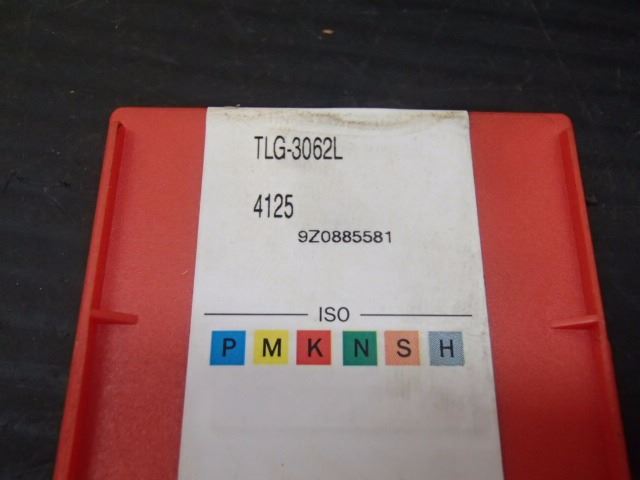 TLG-3062L
4125
9Z0885581
ISO
P M K N S H